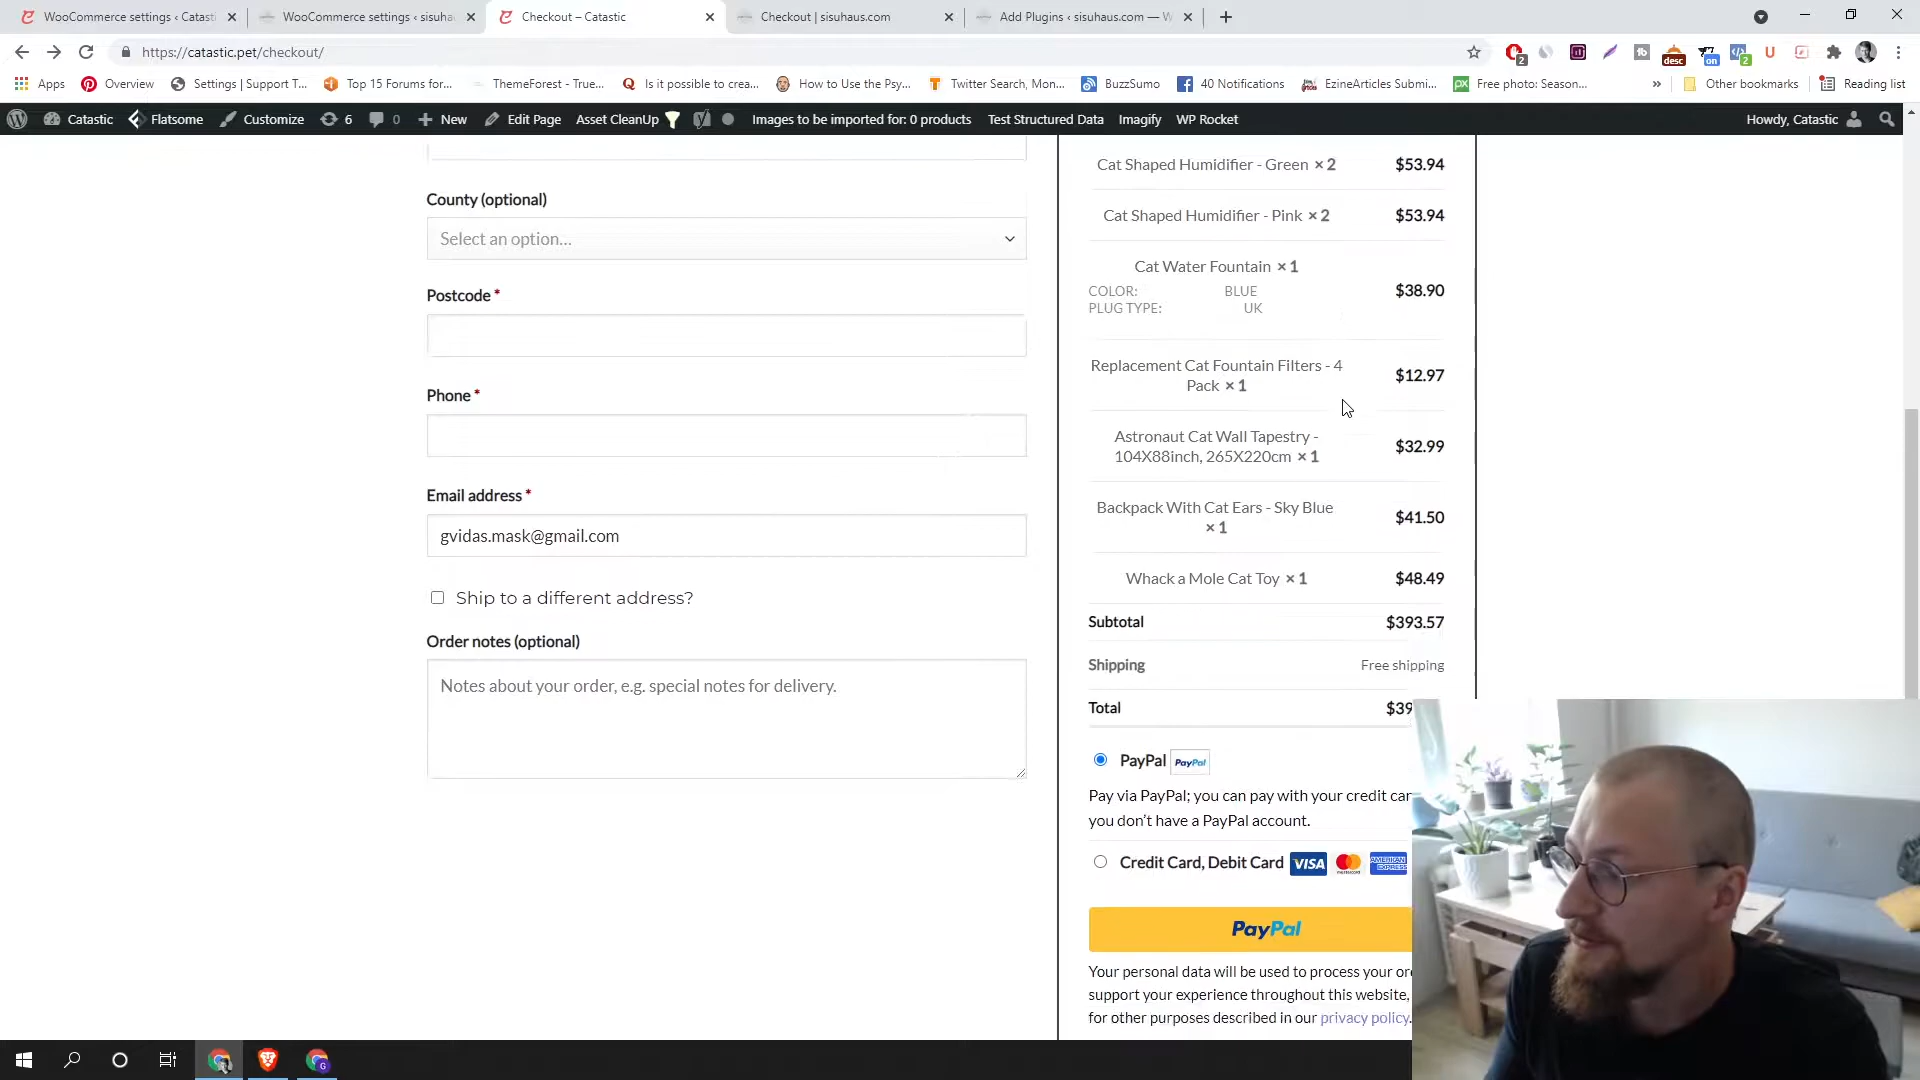 WooCommerce settings ‹ Catast
WooCommerce settings ‹ sisuha
Checkout – Catastic
Checkout | sisuhaus.com
Add Plugins ‹ sisuhaus.com — W
https://catastic.pet/checkout/
Apps
Overview
Settings | Support T...
Top 15 Forums for...
ThemeForest - True...
Is it possible to crea...
How to Use the Psy...
Twitter Search, Mon...
BuzzSumo
40 Notifications
EzineArticles Submi...
Free photo: Season...
»
Other bookmarks
Reading list
Catastic
Flatsome
Customize
6
0
New
Edit Page
Asset CleanUp
Images to be imported for: 0 products
Test Structured Data
Imagify
WP Rocket
Howdy, Catastic
County (optional)
Select an option...
Postcode *
Phone *
Email address *
gvidas.mask@gmail.com
Ship to a different address?
Order notes (optional)
Notes about your order, e.g. special notes for delivery.
Cat Shaped Humidifier - Green × 2 $53.94
Cat Shaped Humidifier - Pink × 2 $53.94
Cat Water Fountain × 1
COLOR: BLUE
PLUG TYPE: UK
$38.90
Replacement Cat Fountain Filters - 4
Pack × 1
$12.97
Astronaut Cat Wall Tapestry -
104X88inch, 265X220cm × 1
$32.99
Backpack With Cat Ears - Sky Blue
× 1
$41.50
Whack a Mole Cat Toy × 1 $48.49
Subtotal $393.57
Shipping Free shipping
Total $39
PayPal PayPal
Pay via PayPal; you can pay with your credit car
you don't have a PayPal account.
Credit Card, Debit Card VISA
PayPal
Your personal data will be used to process your or
support your experience throughout this website,
for other purposes described in our privacy policy.